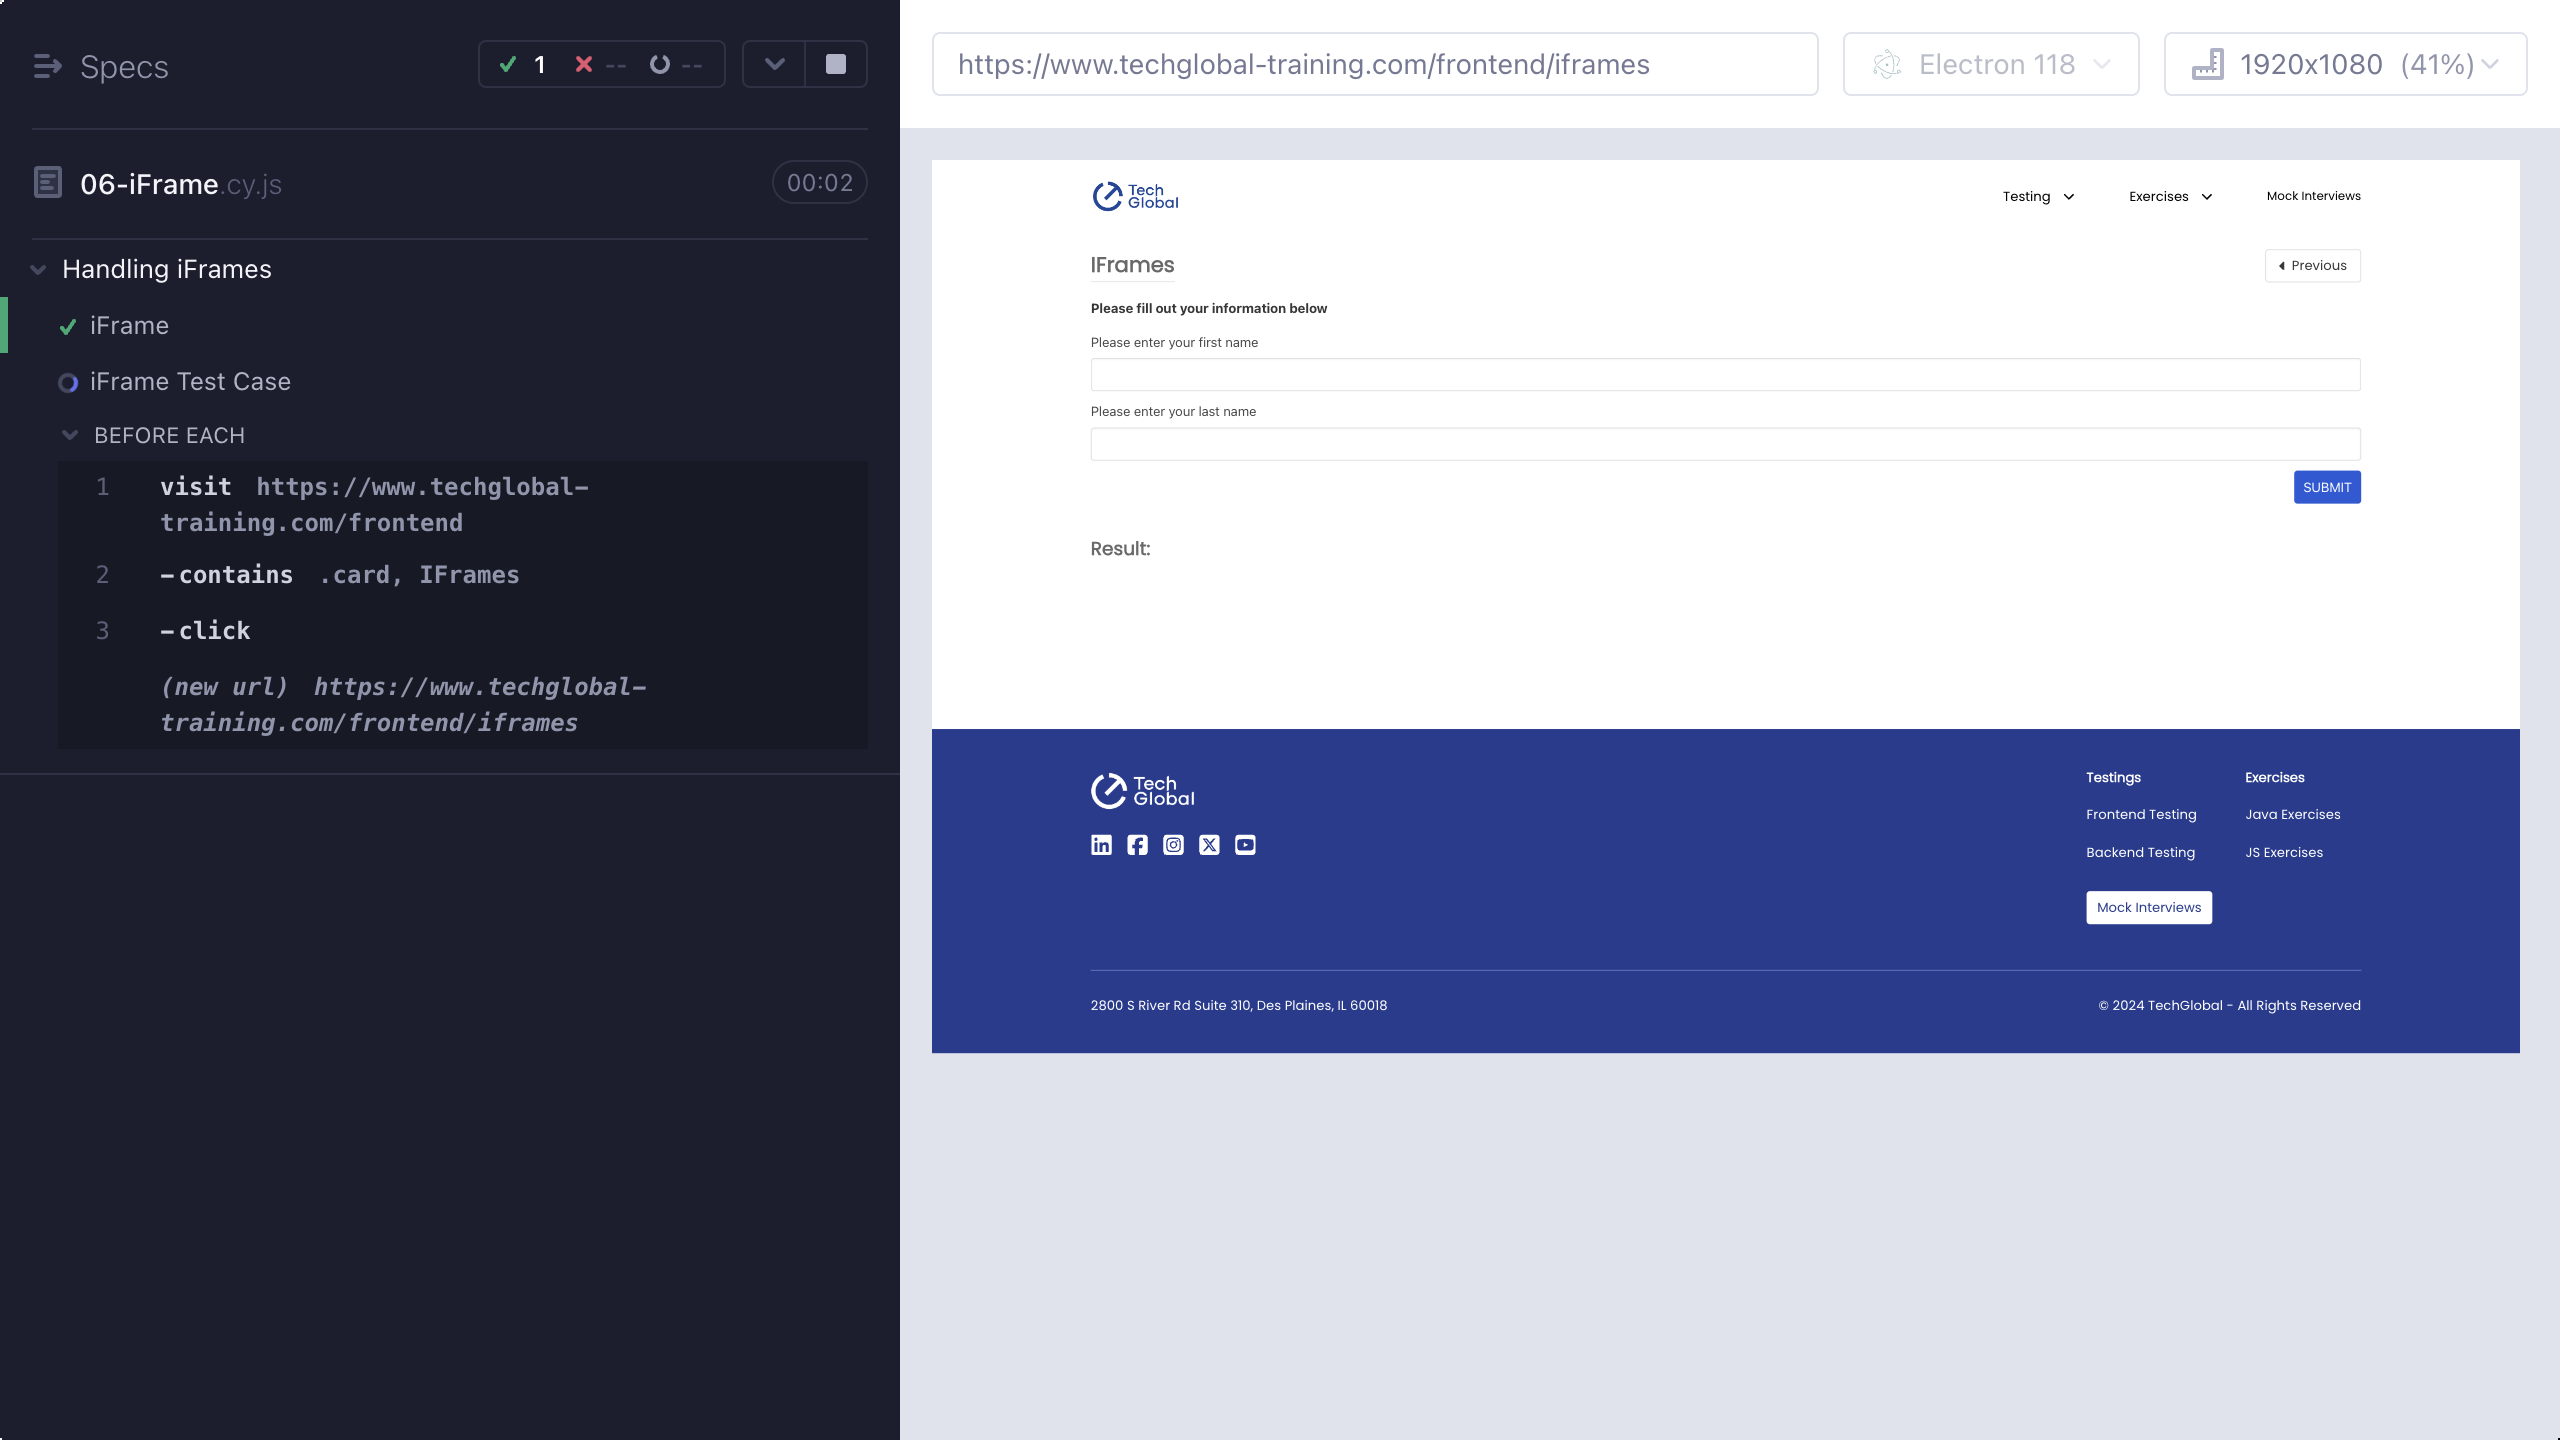 Specs
1 -- --
06-iFrame.cy.js
00:02
Handling iFrames
iFrame
iFrame Test Case
BEFORE EACH
1 visit https://www.techglobal-
training.com/frontend
2 -contains .card, IFrames
3 -click
(new url) https://www.techglobal-
training.com/frontend/iframes
https://www.techglobal-training.com/frontend/iframes
Electron 118
1920x1080 (41%)
Tech
Global
Testing
Exercises
Mock Interviews
IFrames
Previous
Please fill out your information below
Please enter your first name
Please enter your last name
SUBMIT
Result:
Tech
Global
Testings
Frontend Testing
Backend Testing
Mock Interviews
Exercises
Java Exercises
JS Exercises
2800 S River Rd Suite 310, Des Plaines, IL 60018
© 2024 TechGlobal - All Rights Reserved